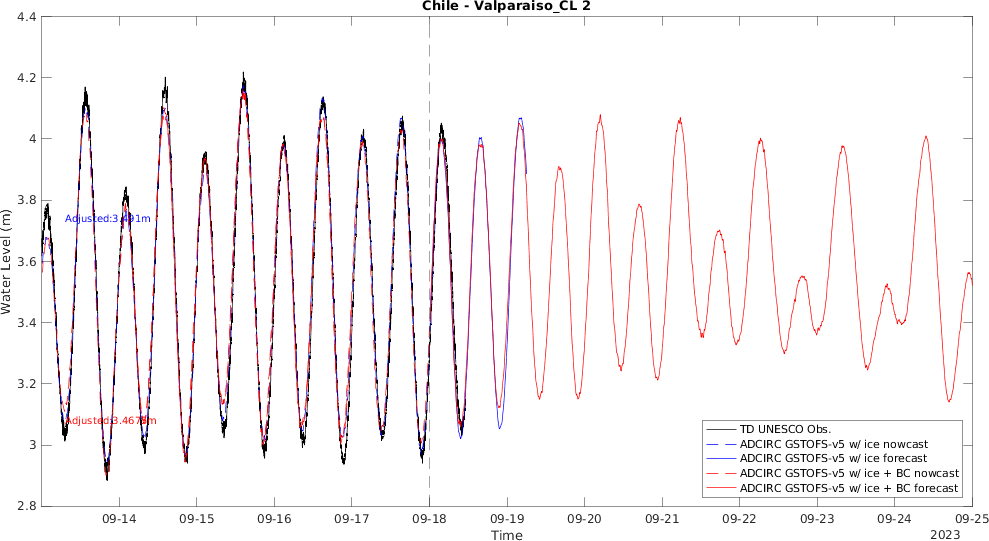 Chile - Valparaiso_CL 2
Water Level (m)
4.4
4.2
4
3.8
3.6
3.4
3.2
3
2.8
Adjusted:3.491m
TD UNESCO Obs.
ADCIRC GSTOFS-v5 w/ ice nowcast
ADCIRC GSTOFS-v5 w/ ice forecast
ADCIRC GSTOFS-v5 w/ ice + BC nowcast
ADCIRC GSTOFS-v5 w/ ice + BC forecast
09-14
09-15
09-16
09-17
09-18
09-19
09-20
09-21
09-22
09-23
09-24
09-25
Time
2023